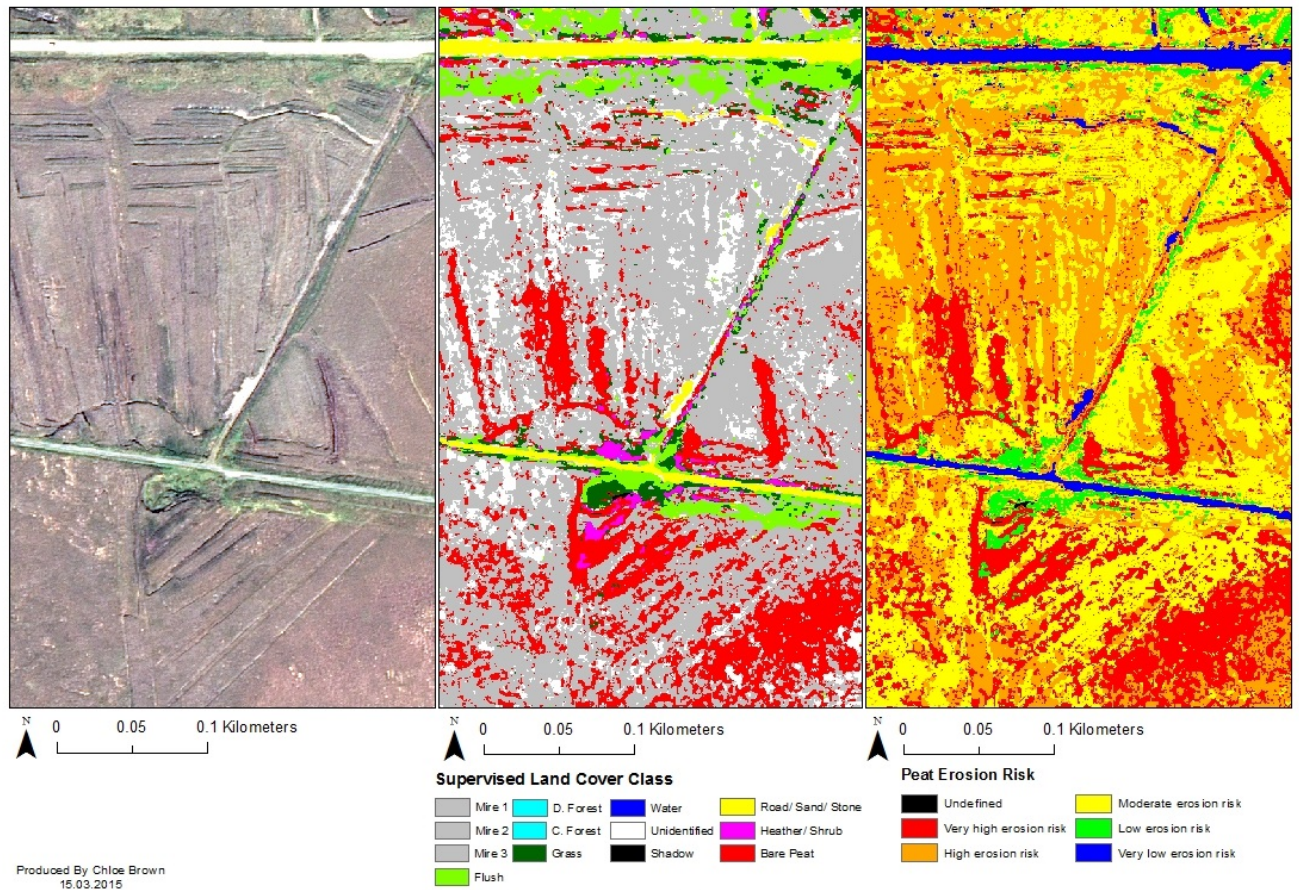 N 0 0.05 0.1 Kilometers
N 0 0.05 0.1 Kilometers
N 0 0.05 0.1 Kilometers
Supervised Land Cover Class
Mire 1 D. Forest Water Road/ Sand/ Stone
Mire 2 C. Forest Unidentified Heather/ Shrub
Mire 3 Grass Shadow Bare Peat
Flush
Peat Erosion Risk
Undefined Moderate erosion risk
Very high erosion risk Low erosion risk
High erosion risk Very low erosion risk
Produced By Chloe Brown
15.03.2015